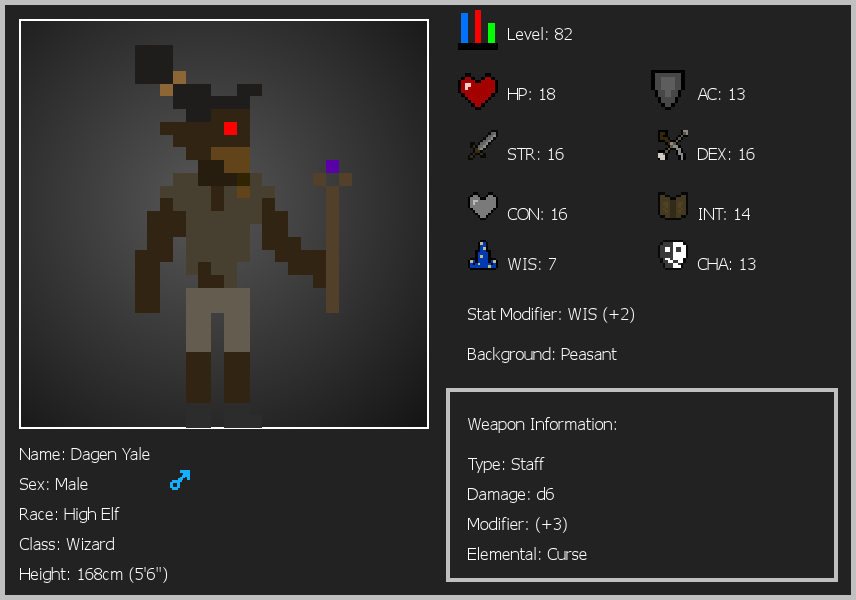 Level: 82
HP: 18
AC: 13
STR: 16
DEX: 16
CON: 16
INT: 14
WIS: 7
CHA: 13
Stat Modifier: WIS (+2)
Background: Peasant
Weapon Information:
Type: Staff
Damage: d6
Modifier: (+3)
Elemental: Curse
Name: Dagen Yale
Sex: Male
Race: High Elf
Class: Wizard
Height: 168cm (5'6")